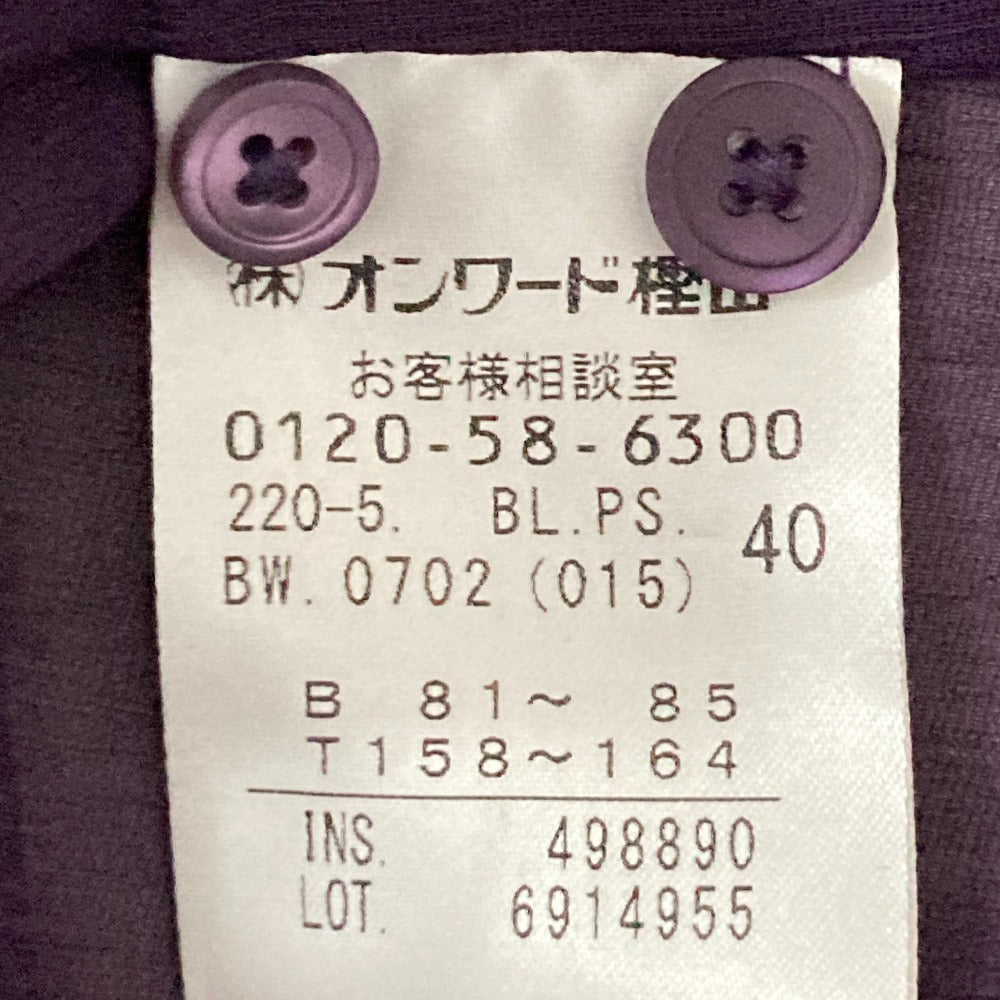 (株)オンワード樫山
お客様相談室
0120-58-6300
220-5. BL.PS. 40
BW. 0702 (015)
B 81～ 85
T158～164
INS. 498890
LOT. 6914955